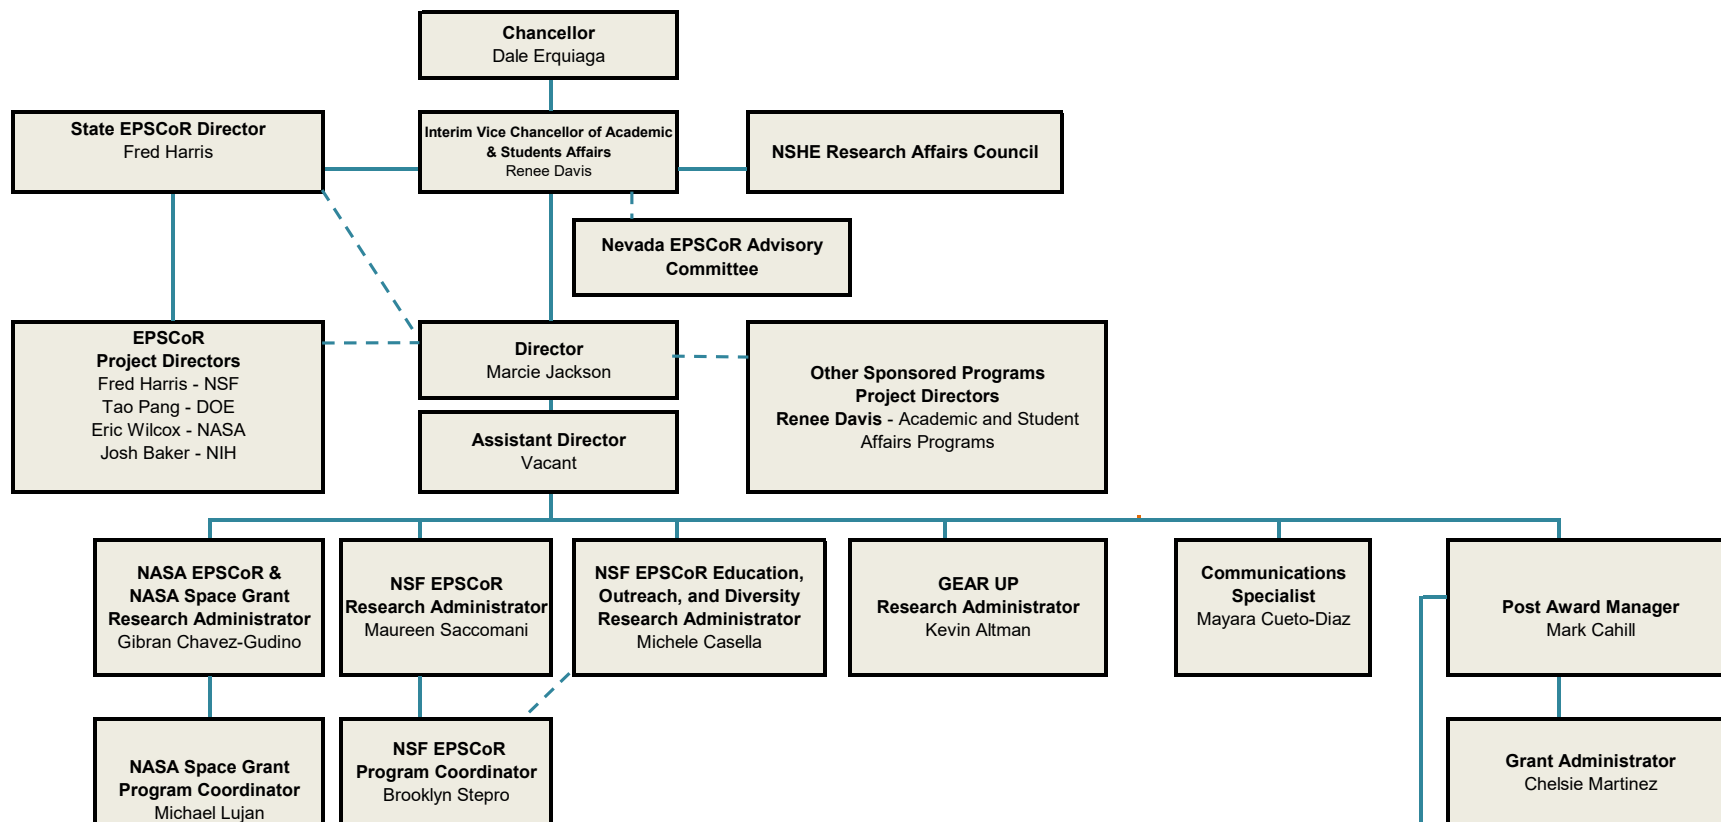 Chancellor
Dale Erquiaga
State EPSCoR Director
Fred Harris
Interim Vice Chancellor of Academic
& Students Affairs
Renee Davis
NSHE Research Affairs Council
Nevada EPSCoR Advisory
Committee
EPSCoR
Project Directors
Fred Harris - NSF
Tao Pang - DOE
Eric Wilcox - NASA
Josh Baker - NIH
Director
Marcie Jackson
Assistant Director
Vacant
Other Sponsored Programs
Project Directors
Renee Davis - Academic and Student
Affairs Programs
NASA EPSCoR &
NASA Space Grant
Research Administrator
Gibran Chavez-Gudino
NSF EPSCoR
Research Administrator
Maureen Saccomani
NSF EPSCoR Education,
Outreach, and Diversity
Research Administrator
Michele Casella
GEAR UP
Research Administrator
Kevin Altman
Communications
Specialist
Mayara Cueto-Diaz
Post Award Manager
Mark Cahill
NASA Space Grant
Program Coordinator
Michael Lujan
NSF EPSCoR
Program Coordinator
Brooklyn Stepro
Grant Administrator
Chelsie Martinez